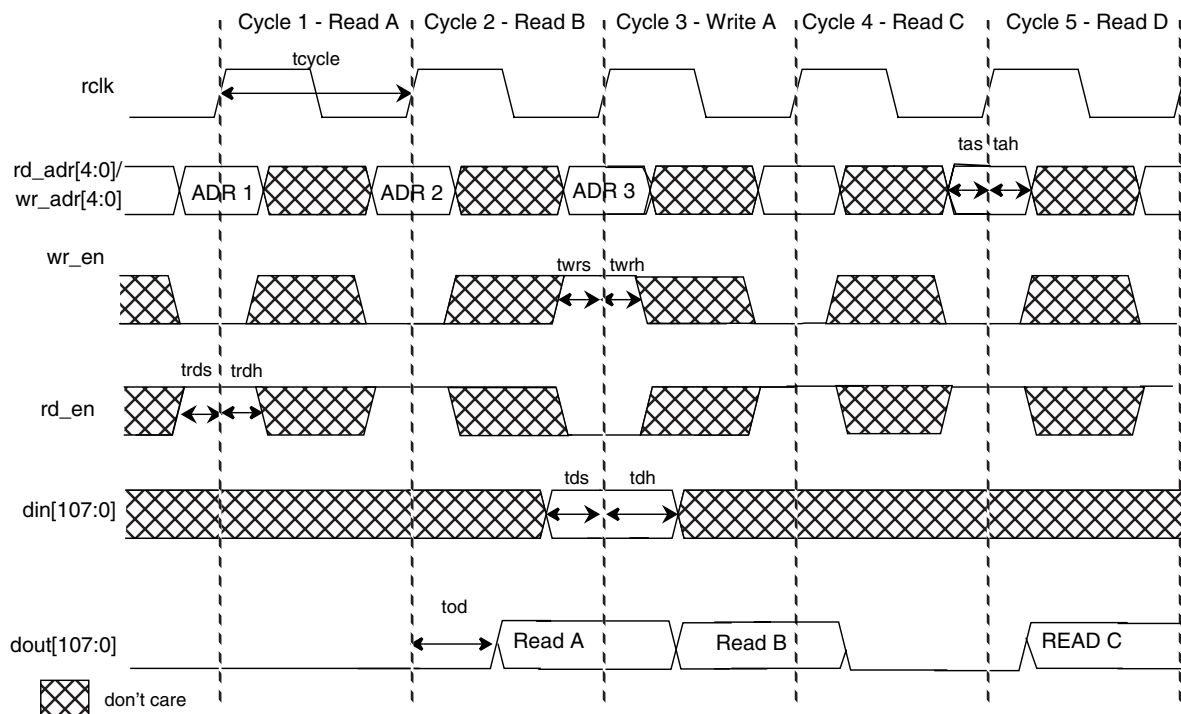 Cycle 1 - Read A   Cycle 2 - Read B   Cycle 3 - Write A   Cycle 4 - Read C   Cycle 5 - Read D
tcycle
rclk
tas tah
rd_adr[4:0]/
wr_adr[4:0]
ADR 1 ADR 2 ADR 3
wr_en
twrs twrh
trds trdh
rd_en
tds tdh
din[107:0]
tod
dout[107:0]
Read A Read B READ C
don't care